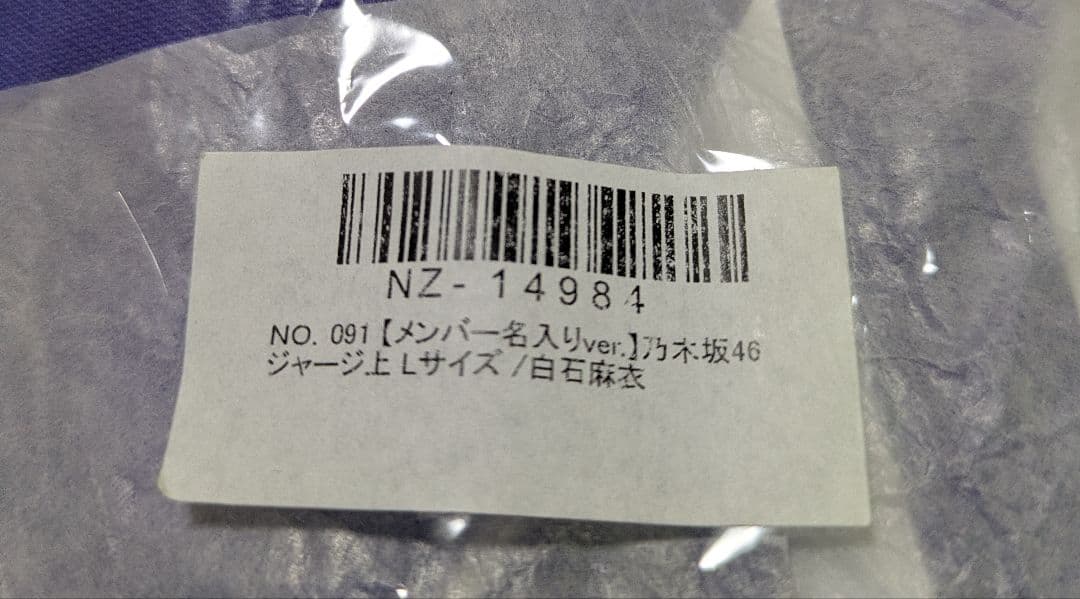 NZ-14984
NO. 091【メンバー名入りver.】乃木坂46
ジャージ上 Lサイズ /白石麻衣